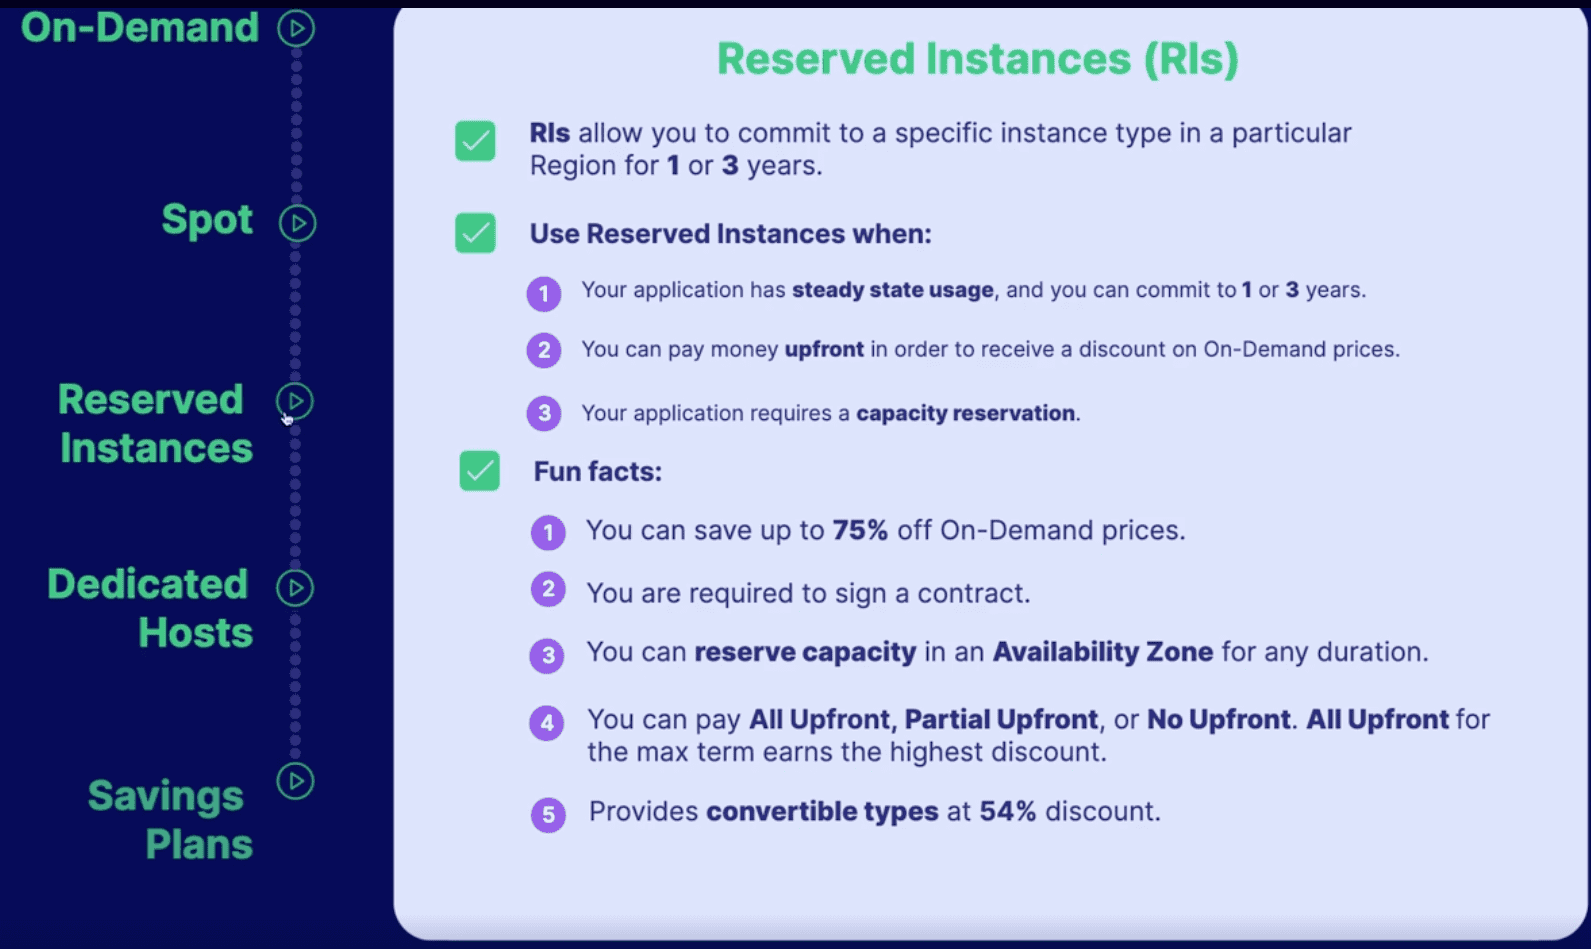 On-Demand
Spot
Reserved
Instances
Dedicated
Hosts
Savings
Plans
Reserved Instances (RIs)
RIs allow you to commit to a specific instance type in a particular
Region for 1 or 3 years.
Use Reserved Instances when:
1 Your application has steady state usage, and you can commit to 1 or 3 years.
2 You can pay money upfront in order to receive a discount on On-Demand prices.
3 Your application requires a capacity reservation.
Fun facts:
1 You can save up to 75% off On-Demand prices.
2 You are required to sign a contract.
3 You can reserve capacity in an Availability Zone for any duration.
4 You can pay All Upfront, Partial Upfront, or No Upfront. All Upfront for
the max term earns the highest discount.
5 Provides convertible types at 54% discount.